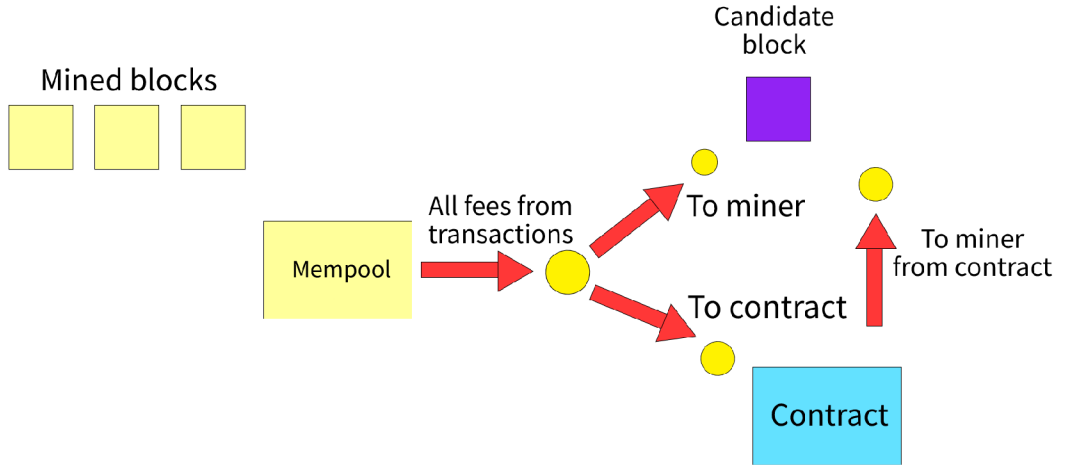 Candidate
block
Mined blocks
All fees from
transactions
To miner
Mempool
To miner
from contract
To contract
Contract